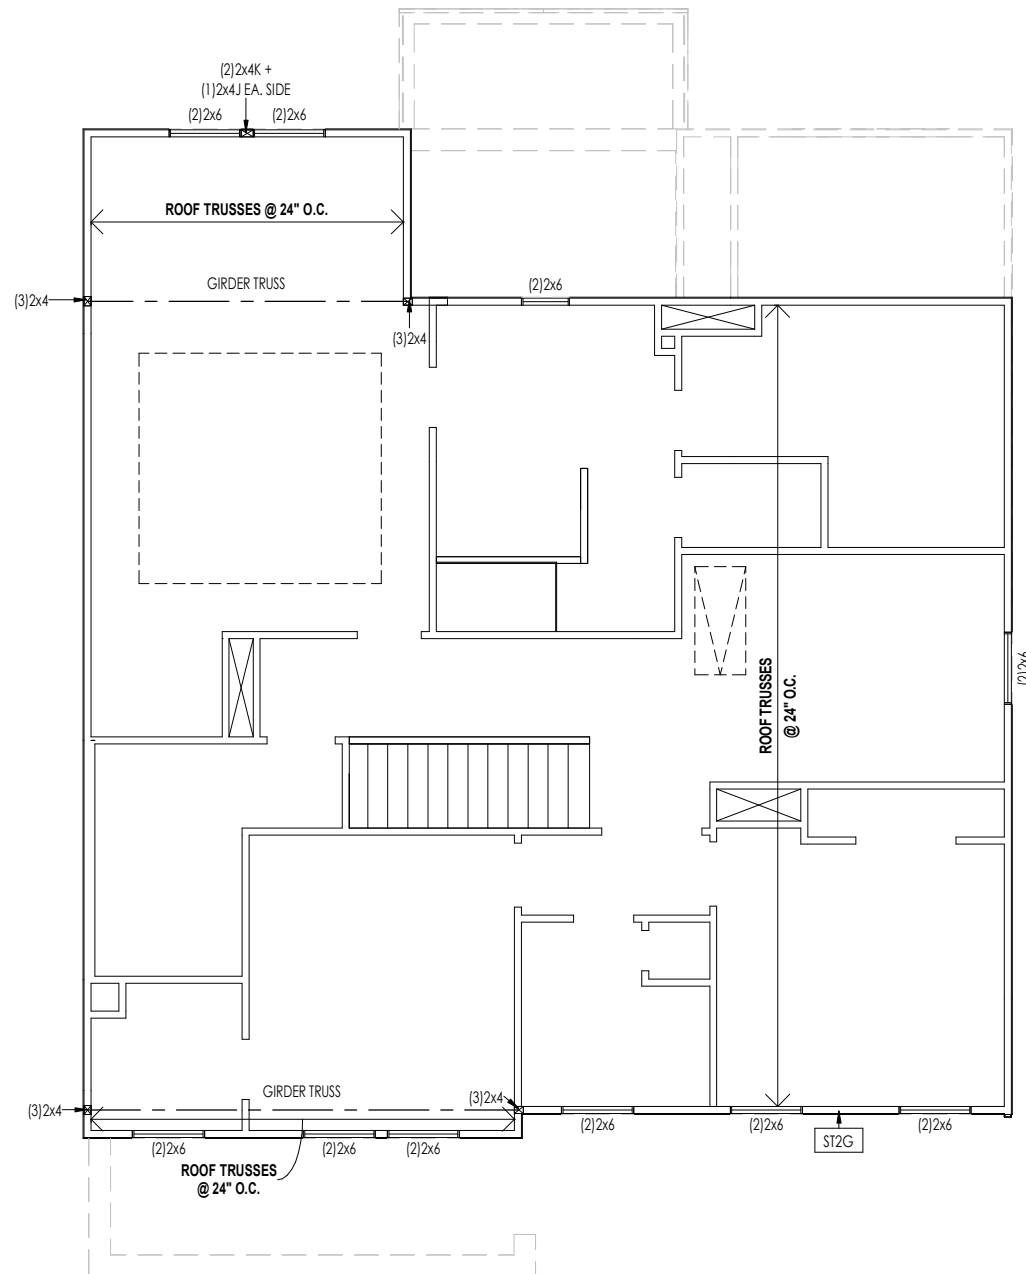 (2)2x4K +
(1)2x4J EA. SIDE
(2)2x6
(2)2x6
ROOF TRUSSES @ 24" O.C.
GIRDER TRUSS
(3)2x4
(2)2x6
(3)2x4
(2)2x6
ROOF TRUSSES
@ 24" O.C.
GIRDER TRUSS
(3)2x4
(3)2x4
(2)2x6
(2)2x6
(2)2x6
ST2G
(2)2x6
(2)2x6
(2)2x6
ROOF TRUSSES
@ 24" O.C.